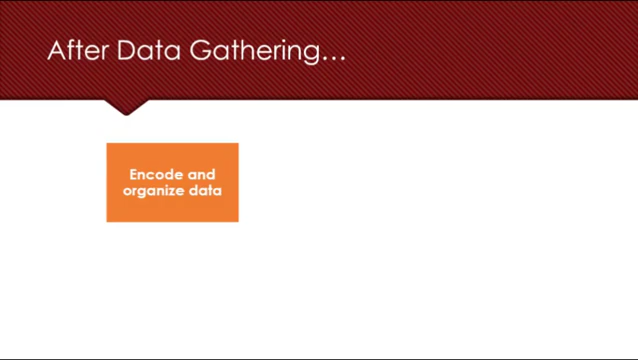 After Data Gathering…
Encode and
organize data